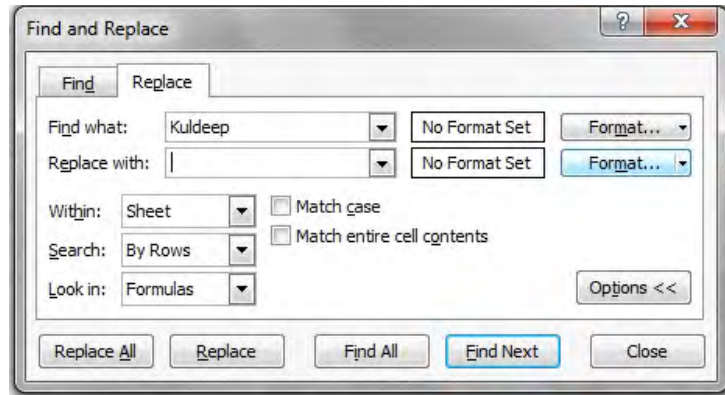 Find and Replace ? X
Find Replace
Find what: Kuldeep No Format Set Format...
Replace with: No Format Set Format...
Within: Sheet Match case
Match entire cell contents
Search: By Rows
Look in: Formulas Options <<
Replace All Replace Find All Find Next Close